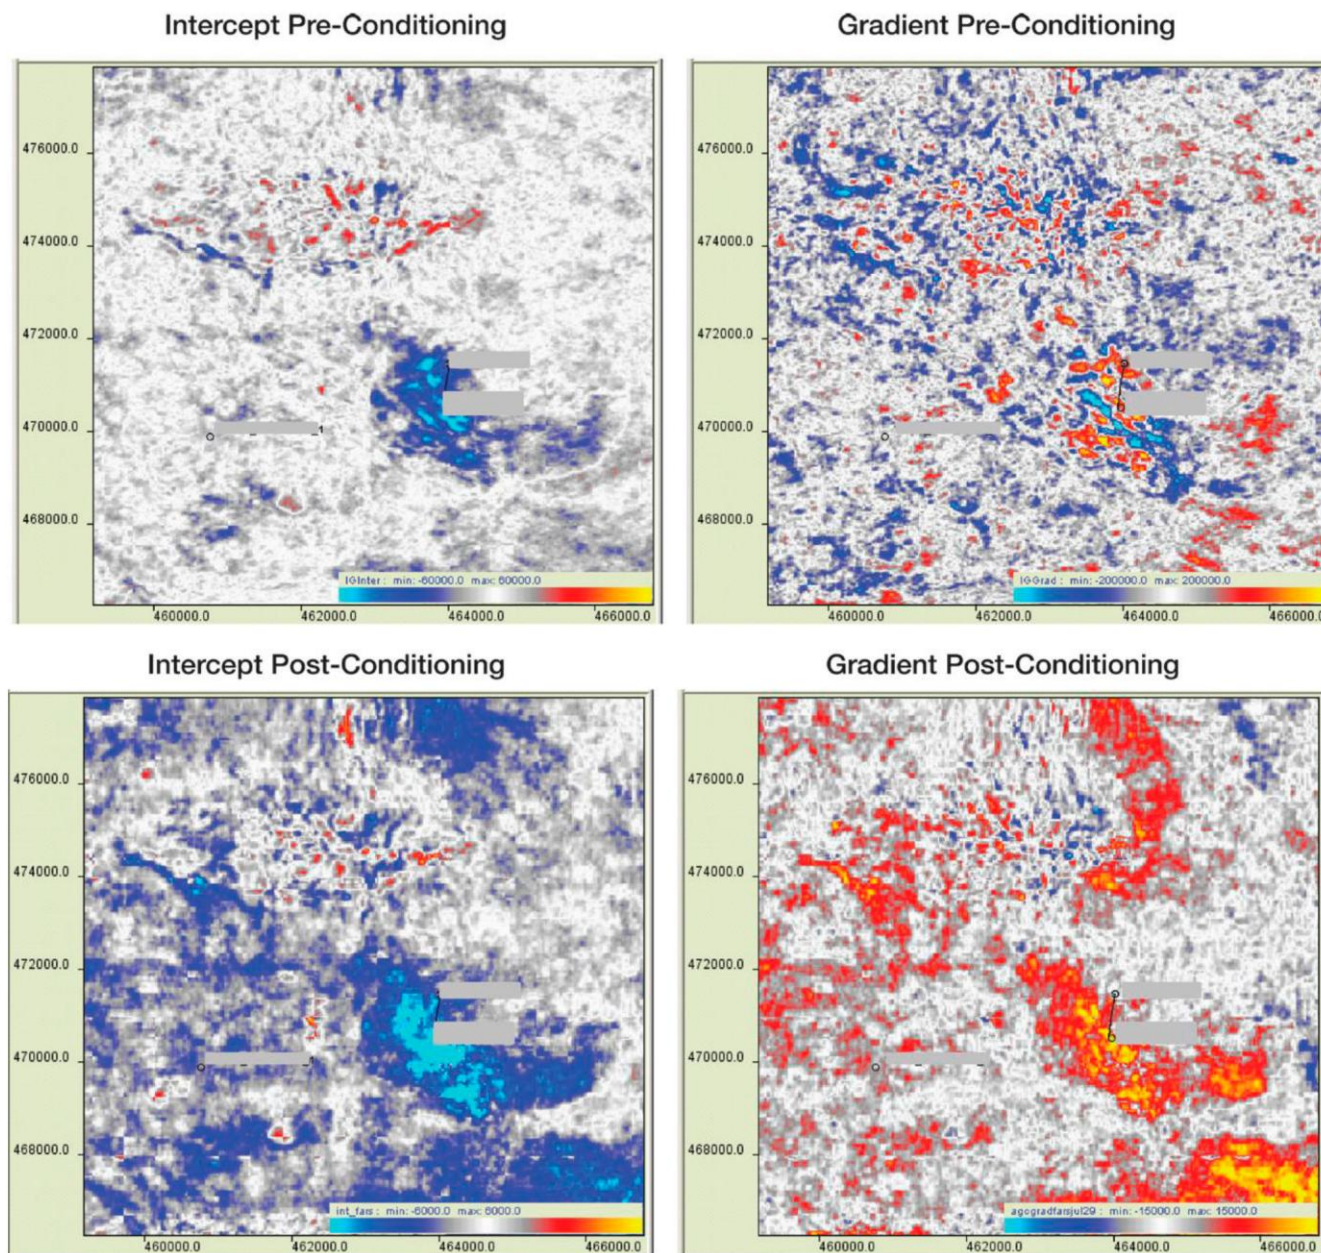 Intercept Pre-Conditioning
Gradient Pre-Conditioning
476000.0
474000.0
472000.0
470000.0
468000.0
1
IGInter : min: -60000.0 max: 60000.0
460000.0 462000.0 464000.0 466000.0
IGGrad : min: -200000.0 max: 200000.0
476000.0
474000.0
472000.0
470000.0
468000.0
460000.0 462000.0 464000.0 466000.0
Intercept Post-Conditioning
Gradient Post-Conditioning
476000.0
474000.0
472000.0
470000.0
468000.0
int_fars : min: -6000.0 max: 6000.0
460000.0 462000.0 464000.0 466000.0
476000.0
474000.0
472000.0
470000.0
468000.0
agogradfarsjul29 : min: -15000.0 max: 15000.0
460000.0 462000.0 464000.0 466000.0